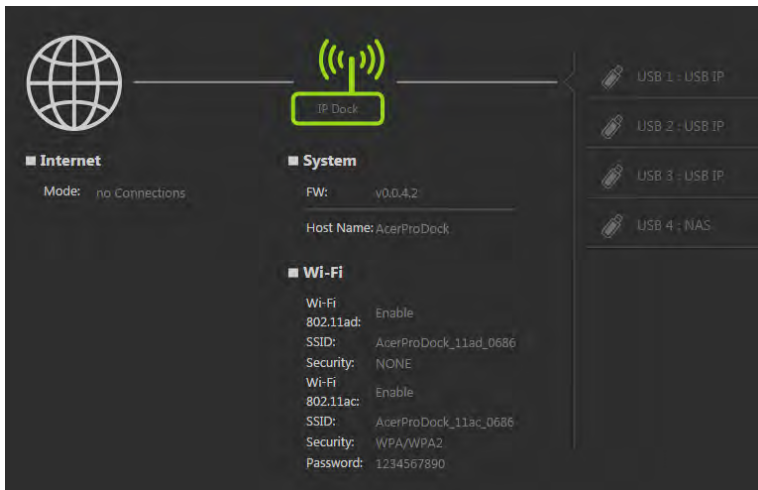 IP Dock
USB 1 : USB IP
USB 2 : USB IP
USB 3 : USB IP
USB 4 : NAS
Internet
Mode: no Connections
System
FW: v0.0.4.2
Host Name: AcerProDock
Wi-Fi
Wi-Fi
802.11ad: Enable
SSID: AcerProDock_11ad_0686
Security: NONE
Wi-Fi
802.11ac: Enable
SSID: AcerProDock_11ac_0686
Security: WPA/WPA2
Password: 1234567890